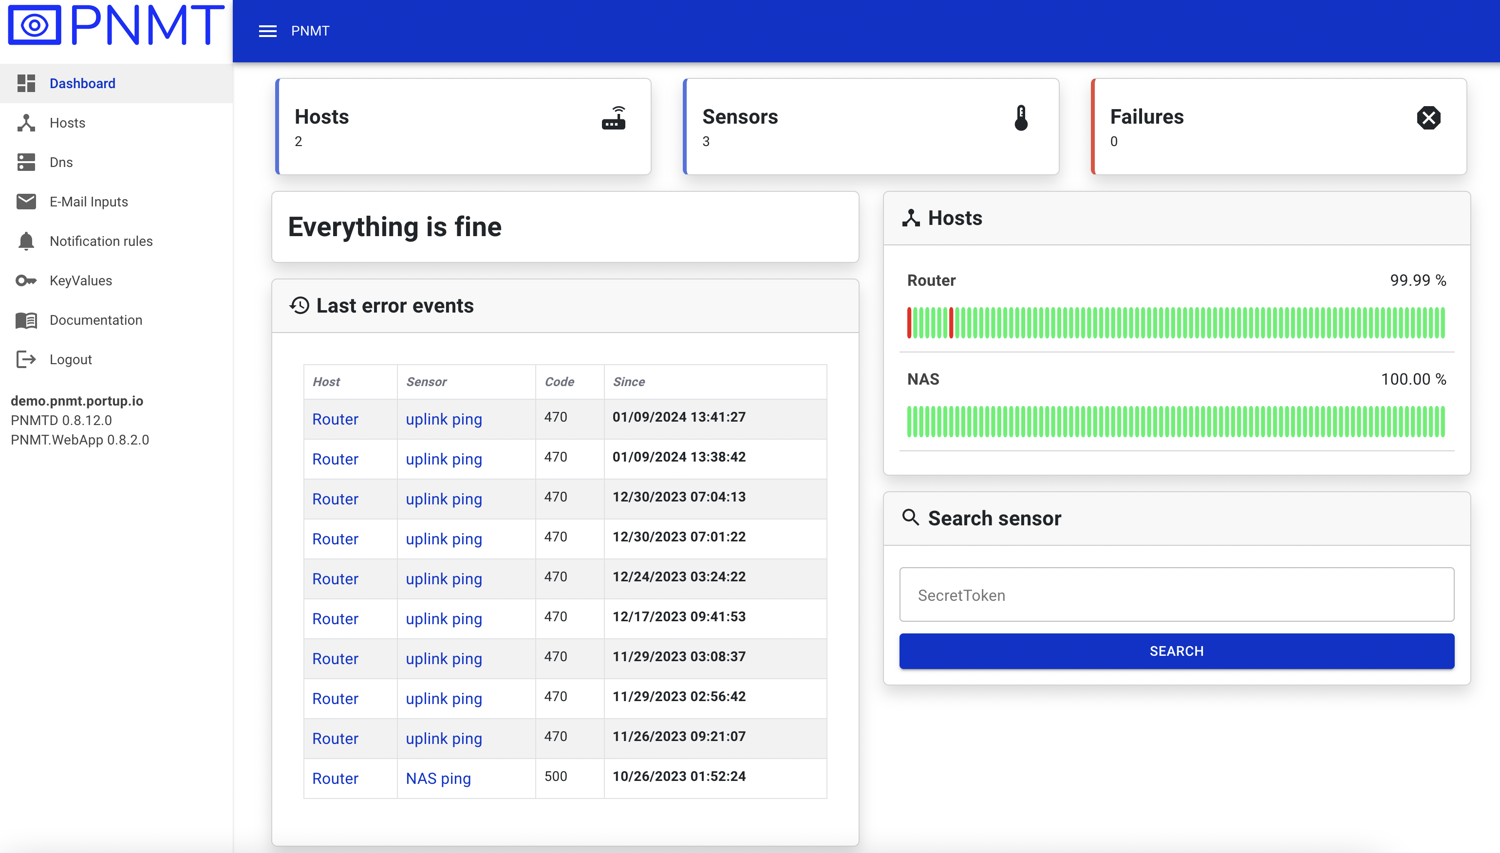 PNMT
PNMT
Dashboard
Hosts
Dns
E-Mail Inputs
Notification rules
KeyValues
Documentation
Logout
demo.pnmt.portup.io
PNMTD 0.8.12.0
PNMT.WebApp 0.8.2.0
Hosts
2
Sensors
3
Failures
0
Everything is fine
Last error events
Host Sensor Code Since
Router uplink ping 470 01/09/2024 13:41:27
Router uplink ping 470 01/09/2024 13:38:42
Router uplink ping 470 12/30/2023 07:04:13
Router uplink ping 470 12/30/2023 07:01:22
Router uplink ping 470 12/24/2023 03:24:22
Router uplink ping 470 12/17/2023 09:41:53
Router uplink ping 470 11/29/2023 03:08:37
Router uplink ping 470 11/29/2023 02:56:42
Router uplink ping 470 11/26/2023 09:21:07
Router NAS ping 500 10/26/2023 01:52:24
Hosts
Router 99.99 %
NAS 100.00 %
Search sensor
SecretToken
SEARCH